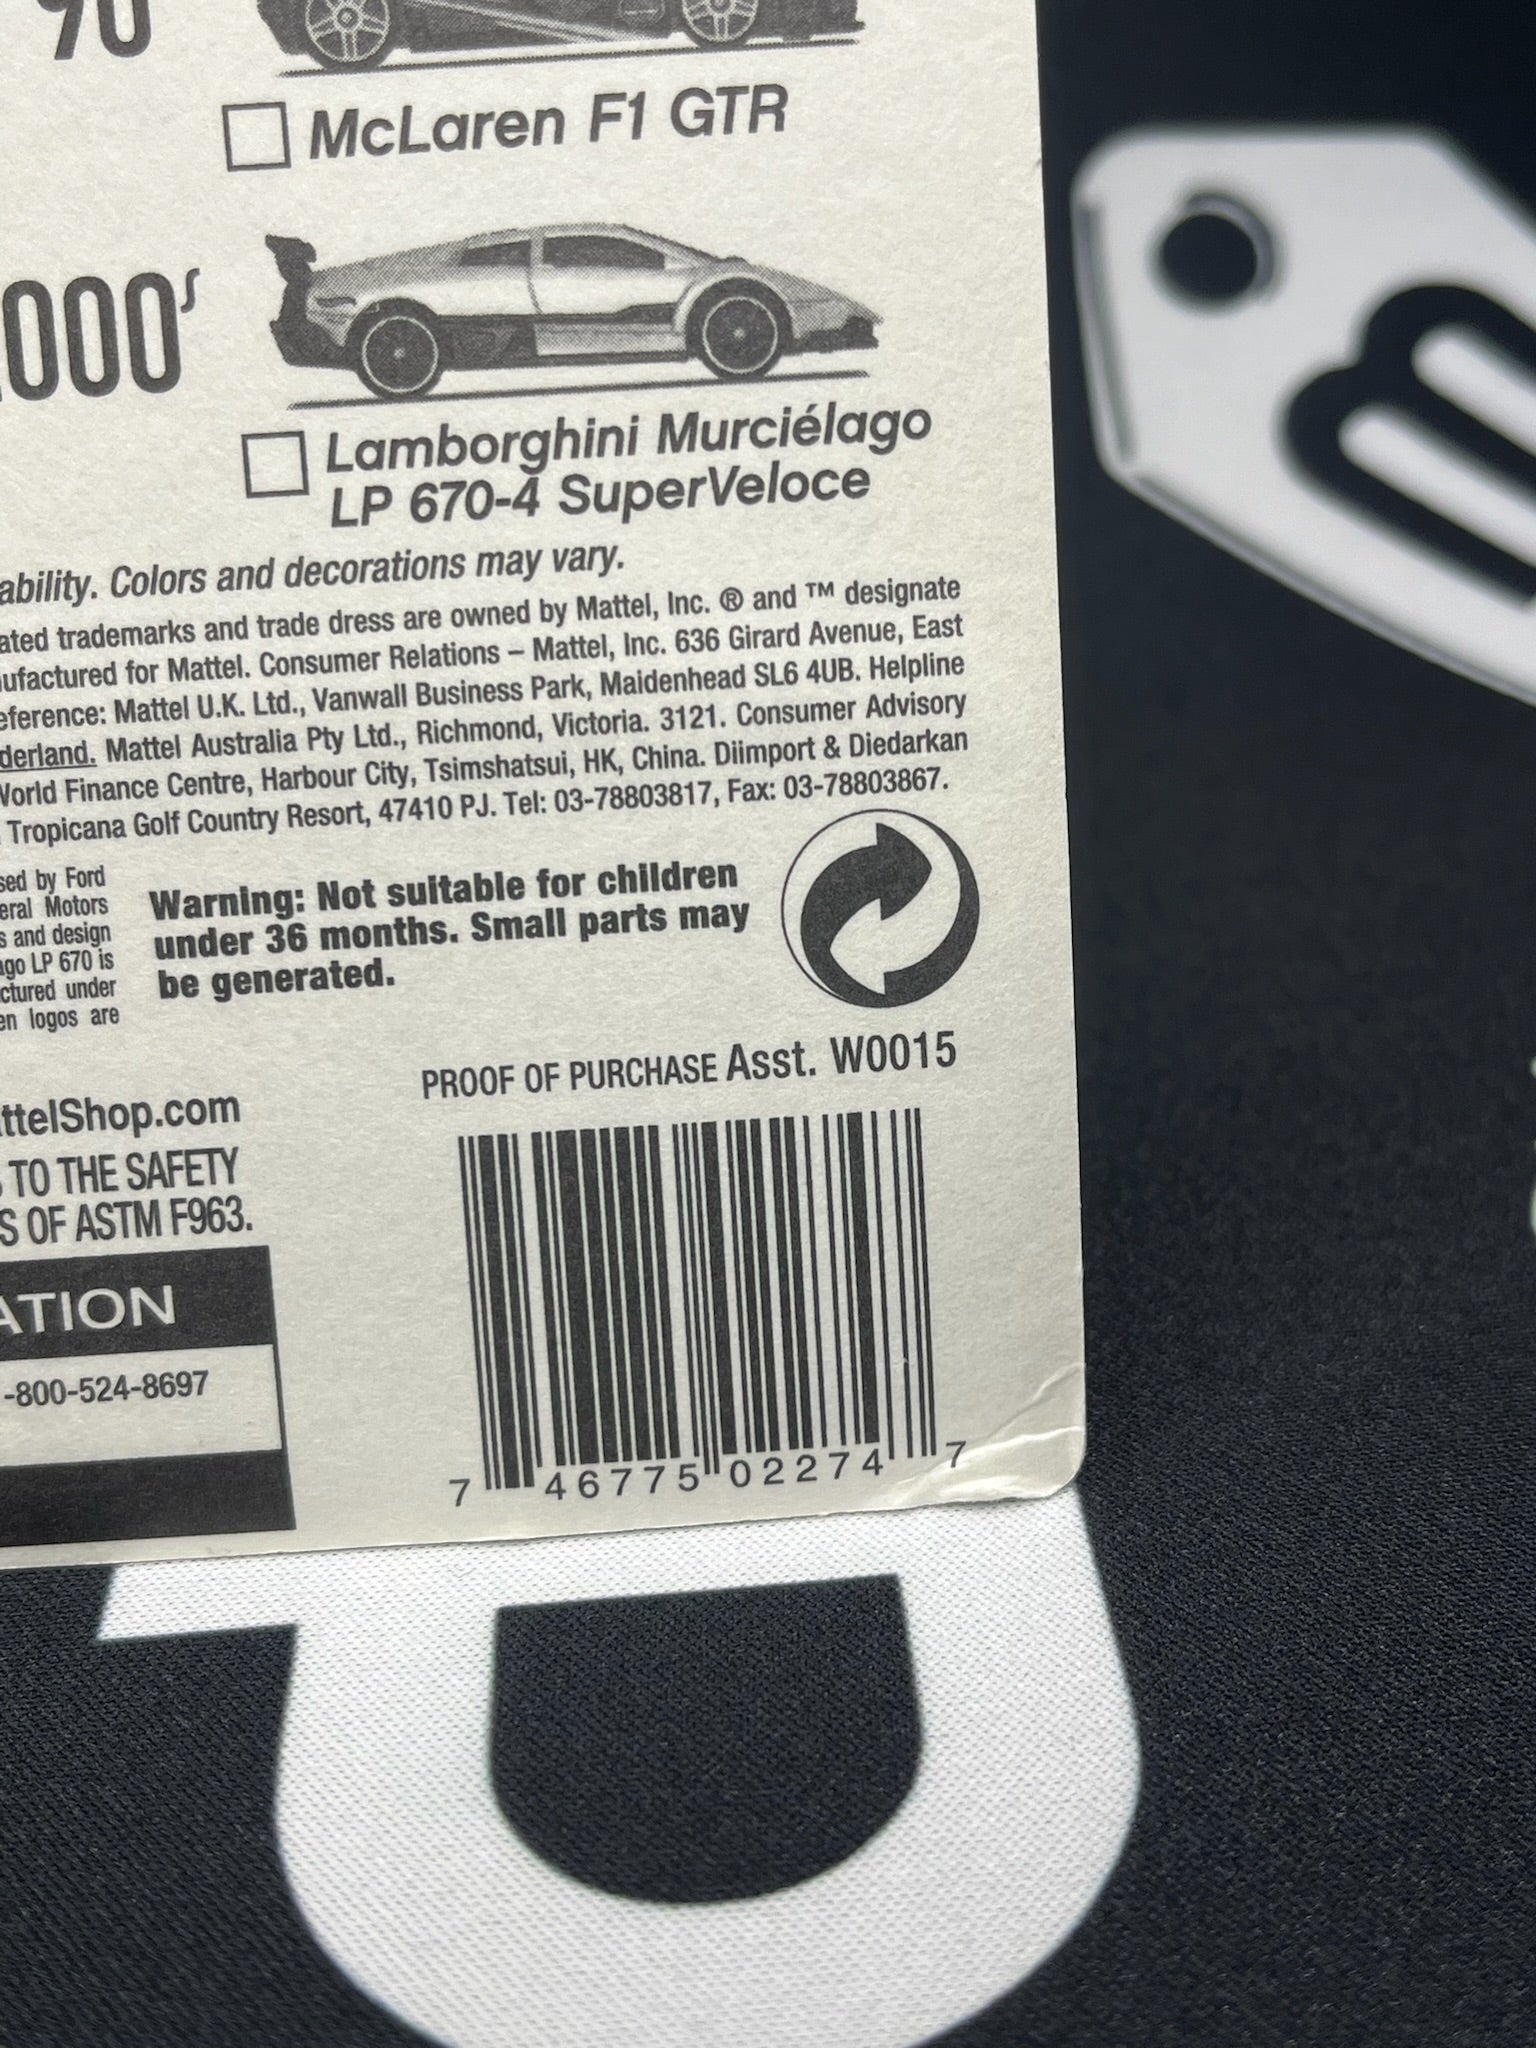 90
McLaren F1 GTR
000's
Lamborghini Murciélago
LP 670-4 SuperVeloce
ability. Colors and decorations may vary.
ated trademarks and trade dress are owned by Mattel, Inc. ® and ™ designate
ufactured for Mattel. Consumer Relations – Mattel, Inc. 636 Girard Avenue, East
eference: Mattel U.K. Ltd., Vanwall Business Park, Maidenhead SL6 4UB. Helpline
derland. Mattel Australia Pty Ltd., Richmond, Victoria. 3121. Consumer Advisory
World Finance Centre, Harbour City, Tsimshatsui, HK, China. Diimport & Diedarkan
Tropicana Golf Country Resort, 47410 PJ. Tel: 03-78803817, Fax: 03-78803867.
sed by Ford
eral Motors
s and design
ago LP 670 is
ctured under
en logos are
Warning: Not suitable for children
under 36 months. Small parts may
be generated.
PROOF OF PURCHASE Asst. W0015
ttelShop.com
S TO THE SAFETY
S OF ASTM F963.
ATION
-800-524-8697
7 46775 02274 7